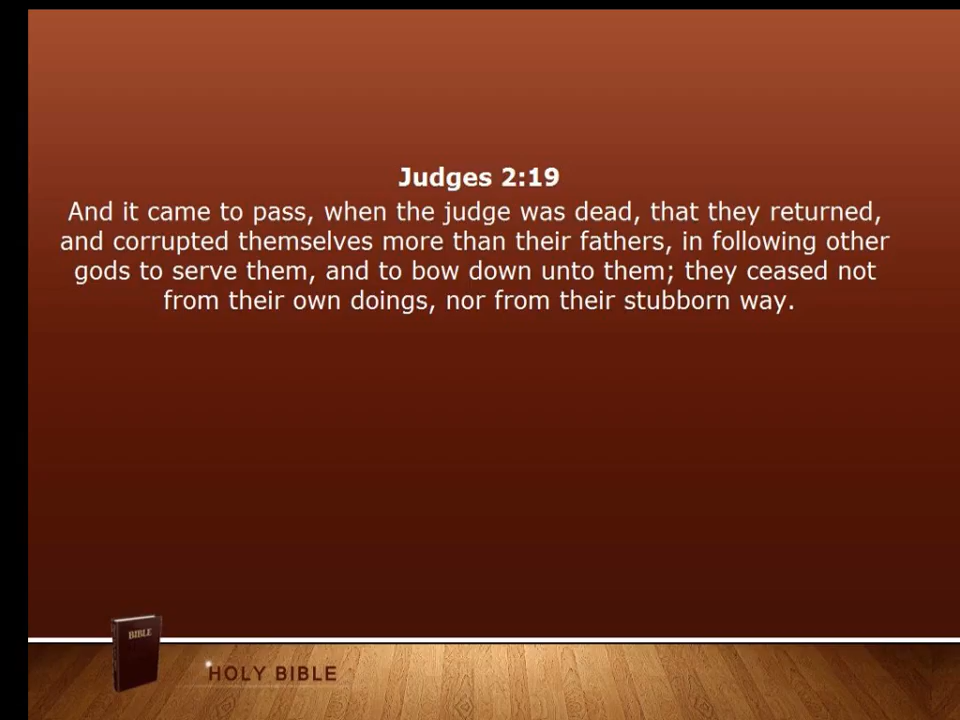 Judges 2:19
And it came to pass, when the judge was dead, that they returned,
and corrupted themselves more than their fathers, in following other
gods to serve them, and to bow down unto them; they ceased not
from their own doings, nor from their stubborn way.
BIBLE
HOLY BIBLE